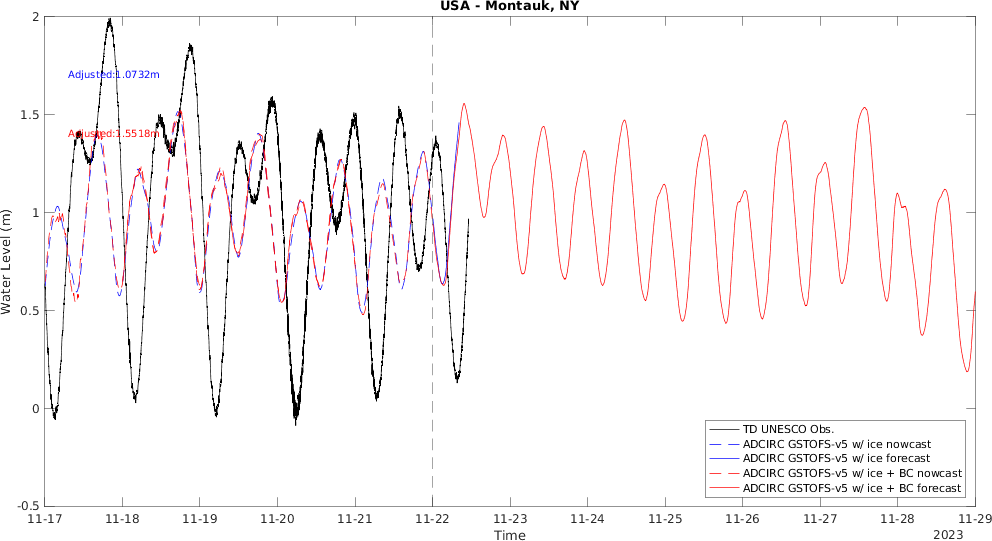 USA - Montauk, NY
2
Adjusted:1.0732m
1.5
Adjusted:1.5518m
1
Water Level (m)
0.5
0
-0.5
TD UNESCO Obs.
ADCIRC GSTOFS-v5 w/ ice nowcast
ADCIRC GSTOFS-v5 w/ ice forecast
ADCIRC GSTOFS-v5 w/ ice + BC nowcast
ADCIRC GSTOFS-v5 w/ ice + BC forecast
11-17 11-18 11-19 11-20 11-21 11-22 11-23 11-24 11-25 11-26 11-27 11-28 11-29
Time
2023